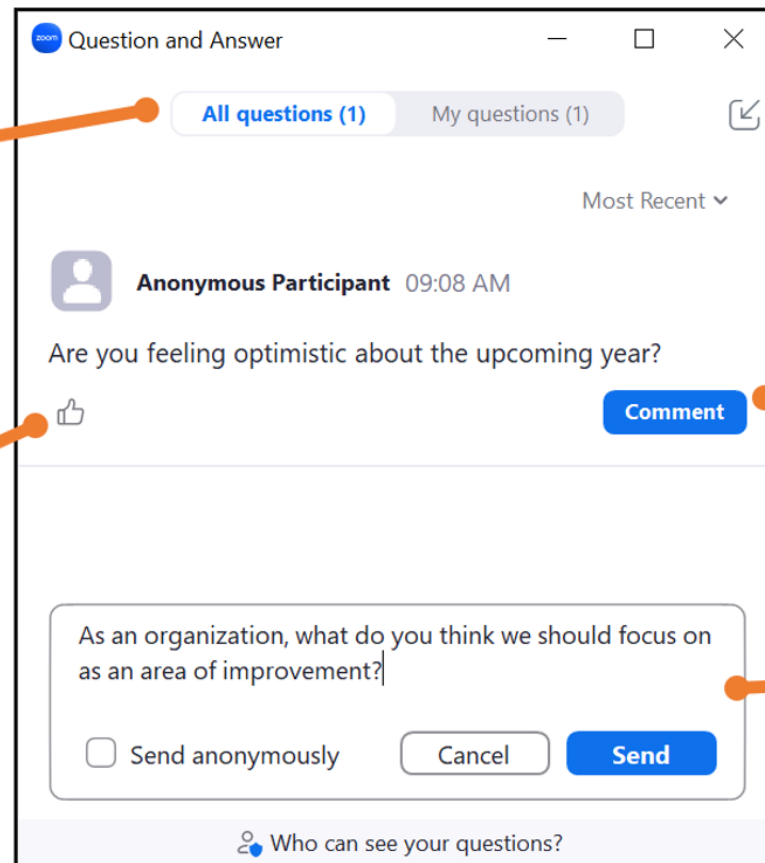 zoom Question and Answer
All questions (1) My questions (1)
Most Recent
Anonymous Participant 09:08 AM
Are you feeling optimistic about the upcoming year?
Comment
As an organization, what do you think we should focus on
as an area of improvement?
Send anonymously Cancel Send
Who can see your questions?